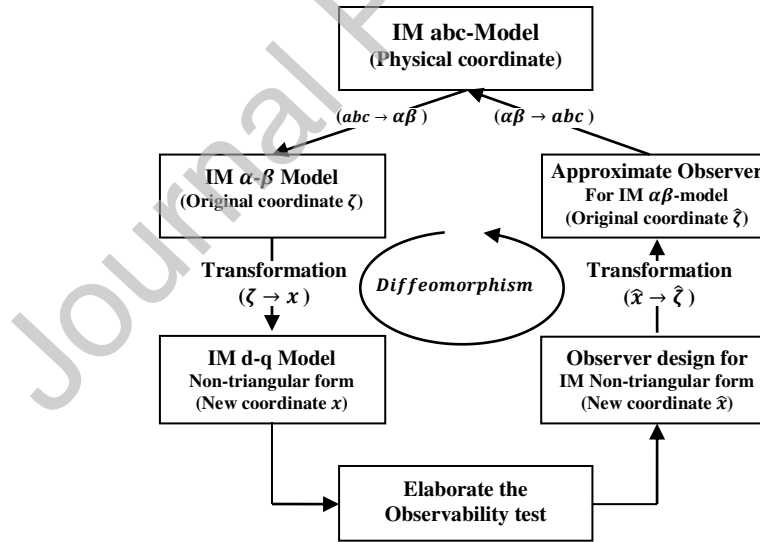 IM abc-Model
(Physical coordinate)
(abc → αβ )
(αβ → abc)
IM α-β Model
(Original coordinate ζ)
Approximate Observer
For IM αβ-model
(Original coordinate ζ̂)
Transformation
(ζ → x )
Diffeomorphism
Transformation
(x̂ → ζ̂)
IM d-q Model
Non-triangular form
(New coordinate x)
Observer design for
IM Non-triangular form
(New coordinate x̂)
Elaborate the
Observability test
Journal P